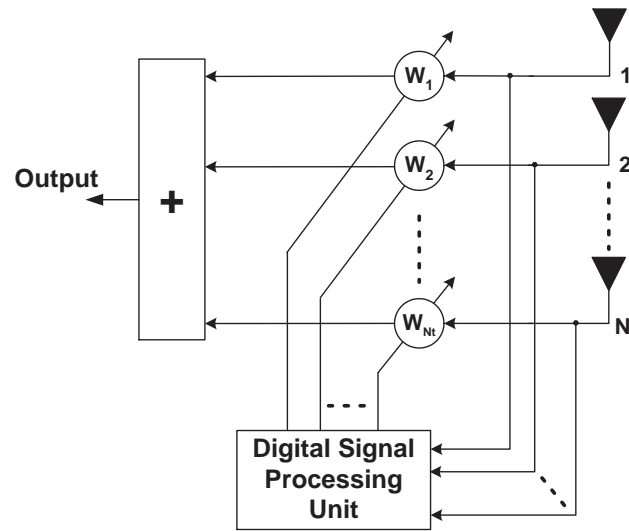 W1
1
W2
2
Output
+
WNt
N
Digital Signal
Processing
Unit